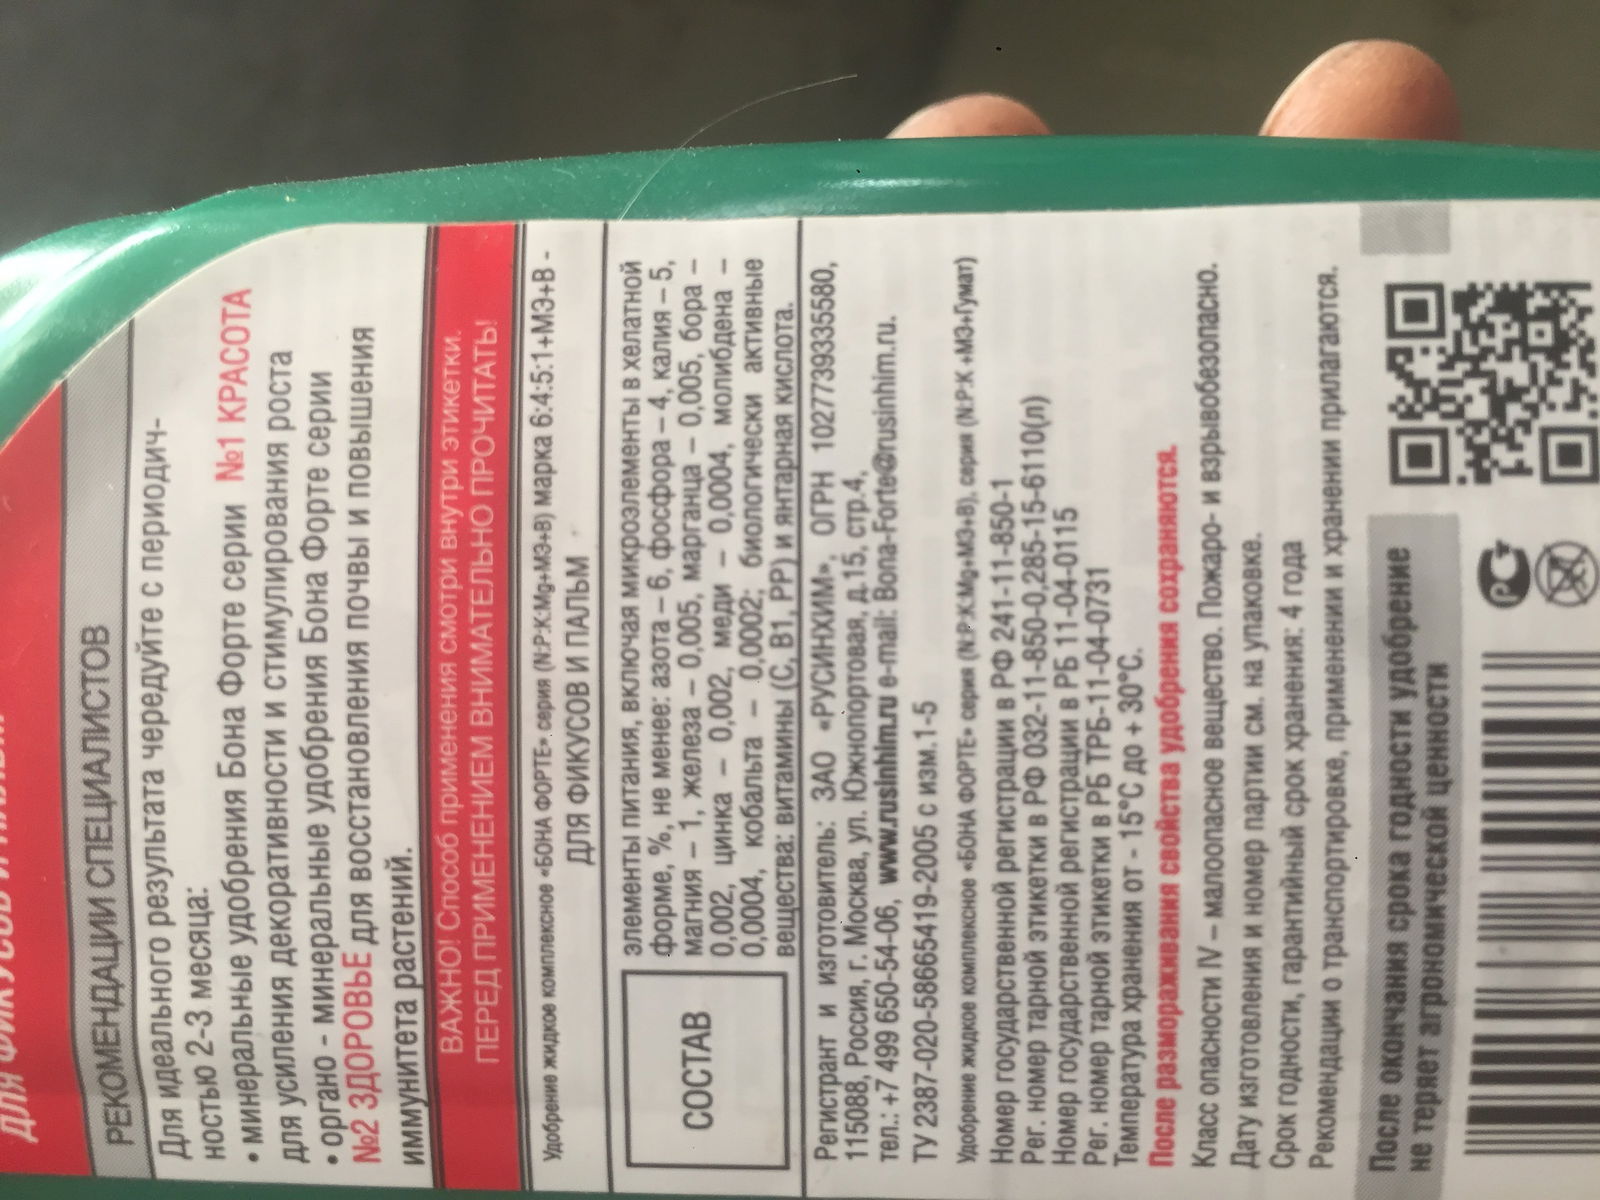 ДЛЯ ФИКУСОВ И ПАЛЬМ
РЕКОМЕНДАЦИИ СПЕЦИАЛИСТОВ
Для идеального результата чередуйте с периодич-
ностью 2-3 месяца:
• минеральные удобрения Бона Форте серии №1 КРАСОТА
для усиления декоративности и стимулирования роста
• органо - минеральные удобрения Бона Форте серии
№2 ЗДОРОВЬЕ для восстановления почвы и повышения
иммунитета растений.
ВАЖНО! Способ применения смотри внутри этикетки.
ПЕРЕД ПРИМЕНЕНИЕМ ВНИМАТЕЛЬНО ПРОЧИТАТЬ!
Удобрение жидкое комплексное «БОНА ФОРТЕ» серия (N:P:K:Mg+МЭ+В) марка 6:4:5:1+МЭ+В -
ДЛЯ ФИКУСОВ И ПАЛЬМ
СОСТАВ
элементы питания, включая микроэлементы в хелатной
форме, %, не менее: азота – 6, фосфора – 4, калия – 5,
магния – 1, железа – 0,005, марганца – 0,005, бора –
0,002, цинка – 0,002, меди – 0,0004, молибдена –
0,0004, кобальта – 0,0002; биологически активные
вещества: витамины (С, В1, РР) и янтарная кислота.
Регистрант и изготовитель: ЗАО «РУСИНХИМ», ОГРН 1027739335580,
115088, Россия, г. Москва, ул. Южнопортовая, д.15, стр.4,
тел.: +7 499 650-54-06, www.rusinhim.ru e-mail: Bona-Forte@rusinhim.ru.
ТУ 2387-020-58665419-2005 с изм.1-5
Удобрение жидкое комплексное «БОНА ФОРТЕ» серия (N:P:K:Mg+МЭ+В), серия (N:P:K +МЭ+Гумат)
Номер государственной регистрации в РФ 241-11-850-1
Рег. номер тарной этикетки в РФ 032-11-850-0,285-15-6110(л)
Номер государственной регистрации в РБ 11-04-0115
Рег. номер тарной этикетки в РБ ТРБ-11-04-0731
Температура хранения от - 15°С до + 30°С.
После размораживания свойства удобрения сохраняются.
Класс опасности IV – малоопасное вещество. Пожаро- и взрывобезопасно.
Дату изготовления и номер партии см. на упаковке.
Срок годности, гарантийный срок хранения: 4 года
Рекомендации о транспортировке, применении и хранении прилагаются.
После окончания срока годности удобрение
не теряет агрономической ценности